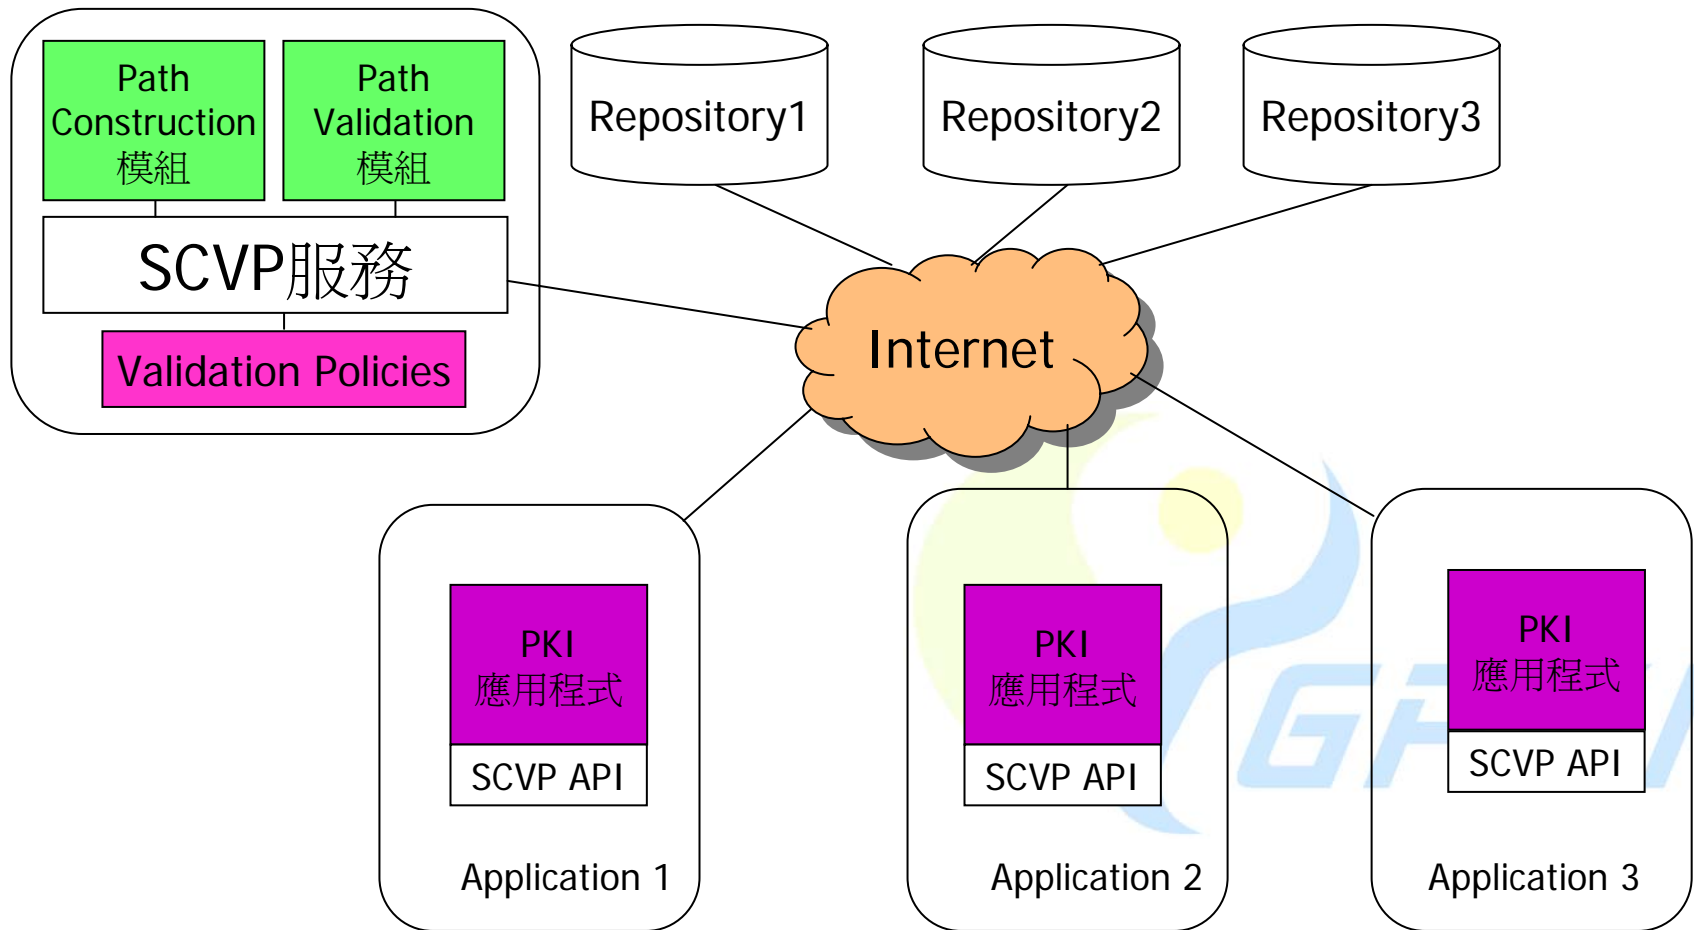 Path
Construction
模組
Path
Validation
模組
SCVP服務
Validation Policies
Repository1
Repository2
Repository3
Internet
PKI
應用程式
SCVP API
Application 1
PKI
應用程式
SCVP API
Application 2
PKI
應用程式
SCVP API
Application 3